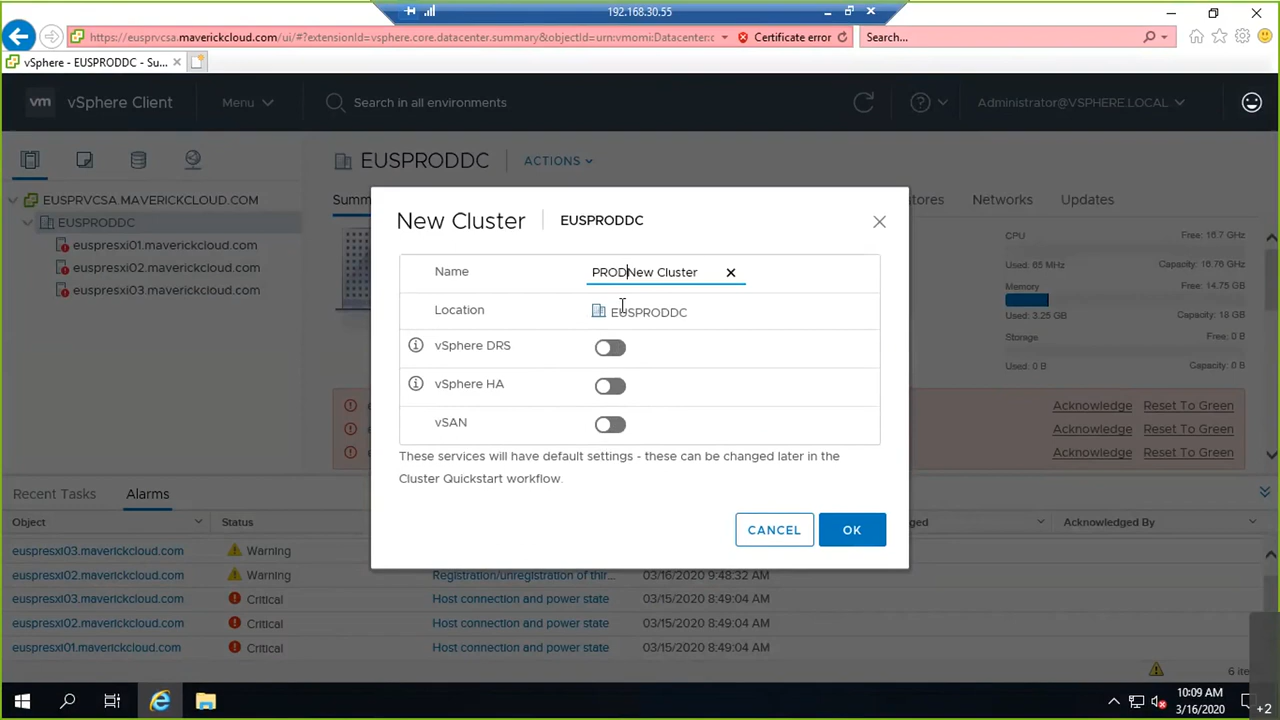 192.168.30.55
https://eusprvcsa.maverickcloud.com/ui/#?extensionId=vsphere.core.datacenter.summary&objectId=urn:vmomi:Datacenter:c
Certificate error
Search...
vSphere - EUSPRODDC - Su...
vm vSphere Client
Menu
Search in all environments
Administrator@VSPHERE.LOCAL
EUSPRVCSA.MAVERICKCLOUD.COM
EUSPRODDC
euspresxi01.maverickcloud.com
euspresxi02.maverickcloud.com
euspresxi03.maverickcloud.com
EUSPRODDC
ACTIONS
Summ
tores
Networks
Updates
CPU
Free: 16.7 GHz
Used: 65 MHz
Capacity: 16.76 GHz
Memory
Free: 14.75 GB
Used: 3.25 GB
Capacity: 18 GB
Storage
Free: 0 B
Used: 0 B
Capacity: 0 B
Acknowledge Reset To Green
Acknowledge Reset To Green
Acknowledge Reset To Green
New Cluster
EUSPRODDC
Name
PRODNew Cluster
Location
EUSPRODDC
vSphere DRS
vSphere HA
vSAN
These services will have default settings - these can be changed later in the
Cluster Quickstart workflow.
CANCEL
OK
Recent Tasks
Alarms
Object
Status
ged
Acknowledged By
euspresxi03.maverickcloud.com
Warning
euspresxi02.maverickcloud.com
Warning
Registration/unregistration of thir...
03/16/2020 9:48:32 AM
euspresxi03.maverickcloud.com
Critical
Host connection and power state
03/15/2020 8:49:04 AM
euspresxi02.maverickcloud.com
Critical
Host connection and power state
03/15/2020 8:49:04 AM
euspresxi01.maverickcloud.com
Critical
Host connection and power state
03/15/2020 8:49:04 AM
6 ite
10:09 AM
3/16/2020
+2